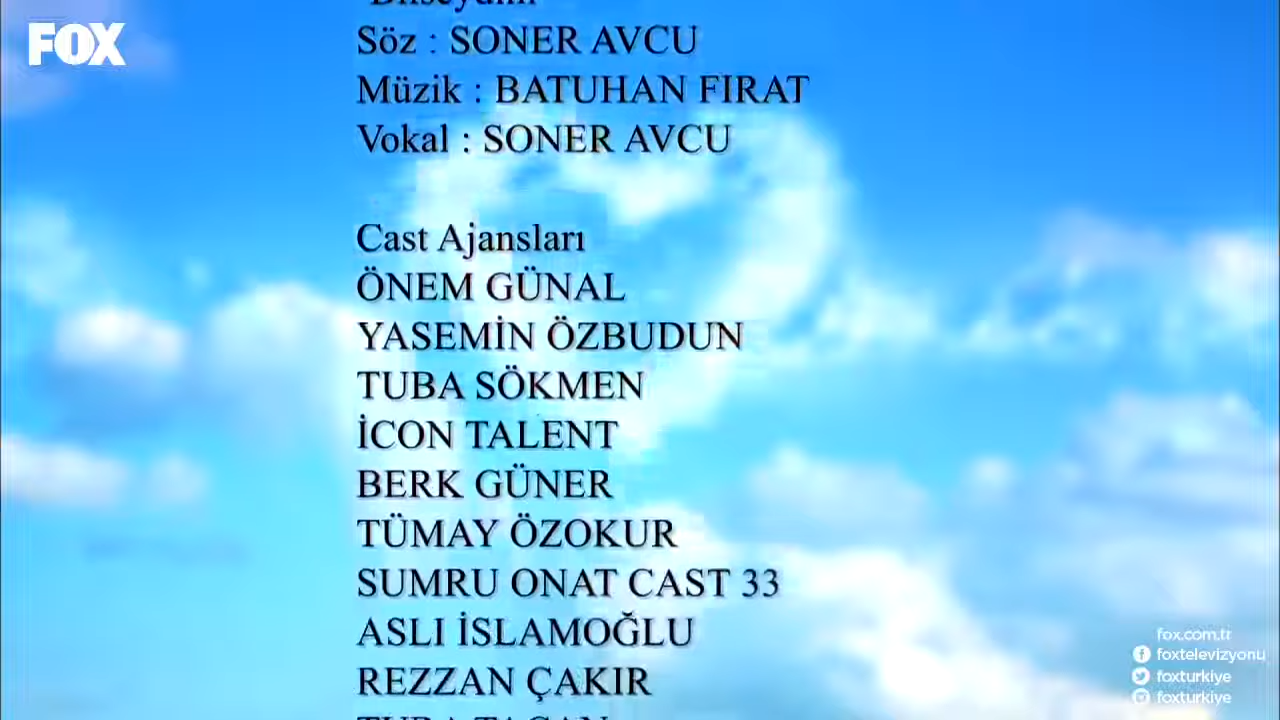 FOX
Söz : SONER AVCU
Müzik : BATUHAN FIRAT
Vokal : SONER AVCU
Cast Ajansları
ÖNEM GÜNAL
YASEMİN ÖZBUDUN
TUBA SÖKMEN
İCON TALENT
BERK GÜNER
TÜMAY ÖZOKUR
SUMRU ONAT CAST 33
ASLI İSLAMOĞLU
REZZAN ÇAKIR
fox.com.tr
foxtelevizyonu
foxturkiye
foxturkiye